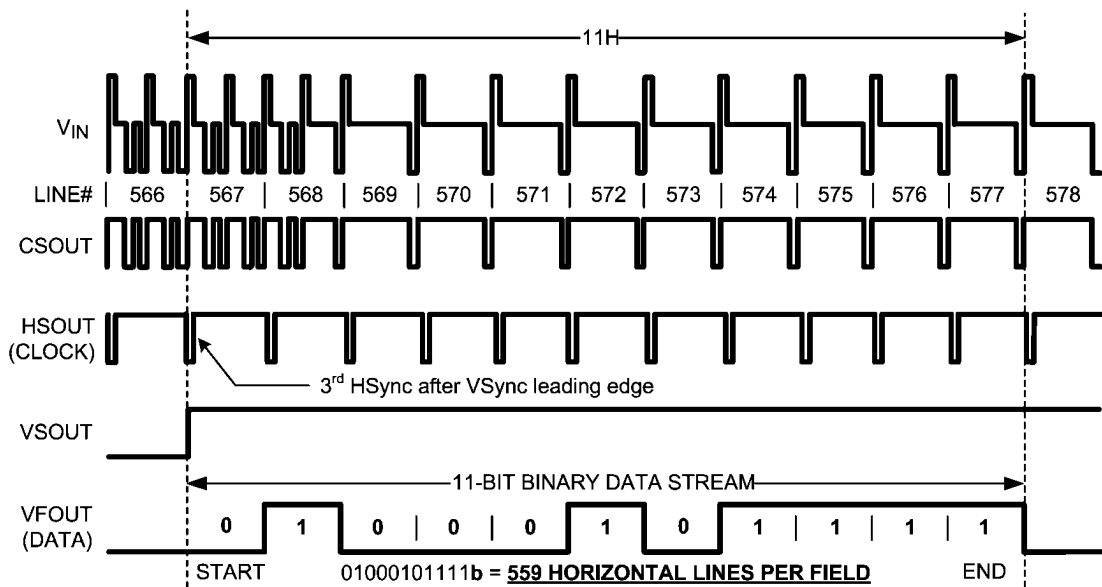 11H
VIN
LINE# | 566 | 567 | 568 | 569 | 570 | 571 | 572 | 573 | 574 | 575 | 576 | 577 | 578
CSOUT
HSOUT
(CLOCK)
3rd HSync after VSync leading edge
VSOUT
11-BIT BINARY DATA STREAM
VFOUT
(DATA)
0 1 0 | 0 | 0 1 0 1 | 1 | 1 | 1
START 01000101111b = 559 HORIZONTAL LINES PER FIELD END